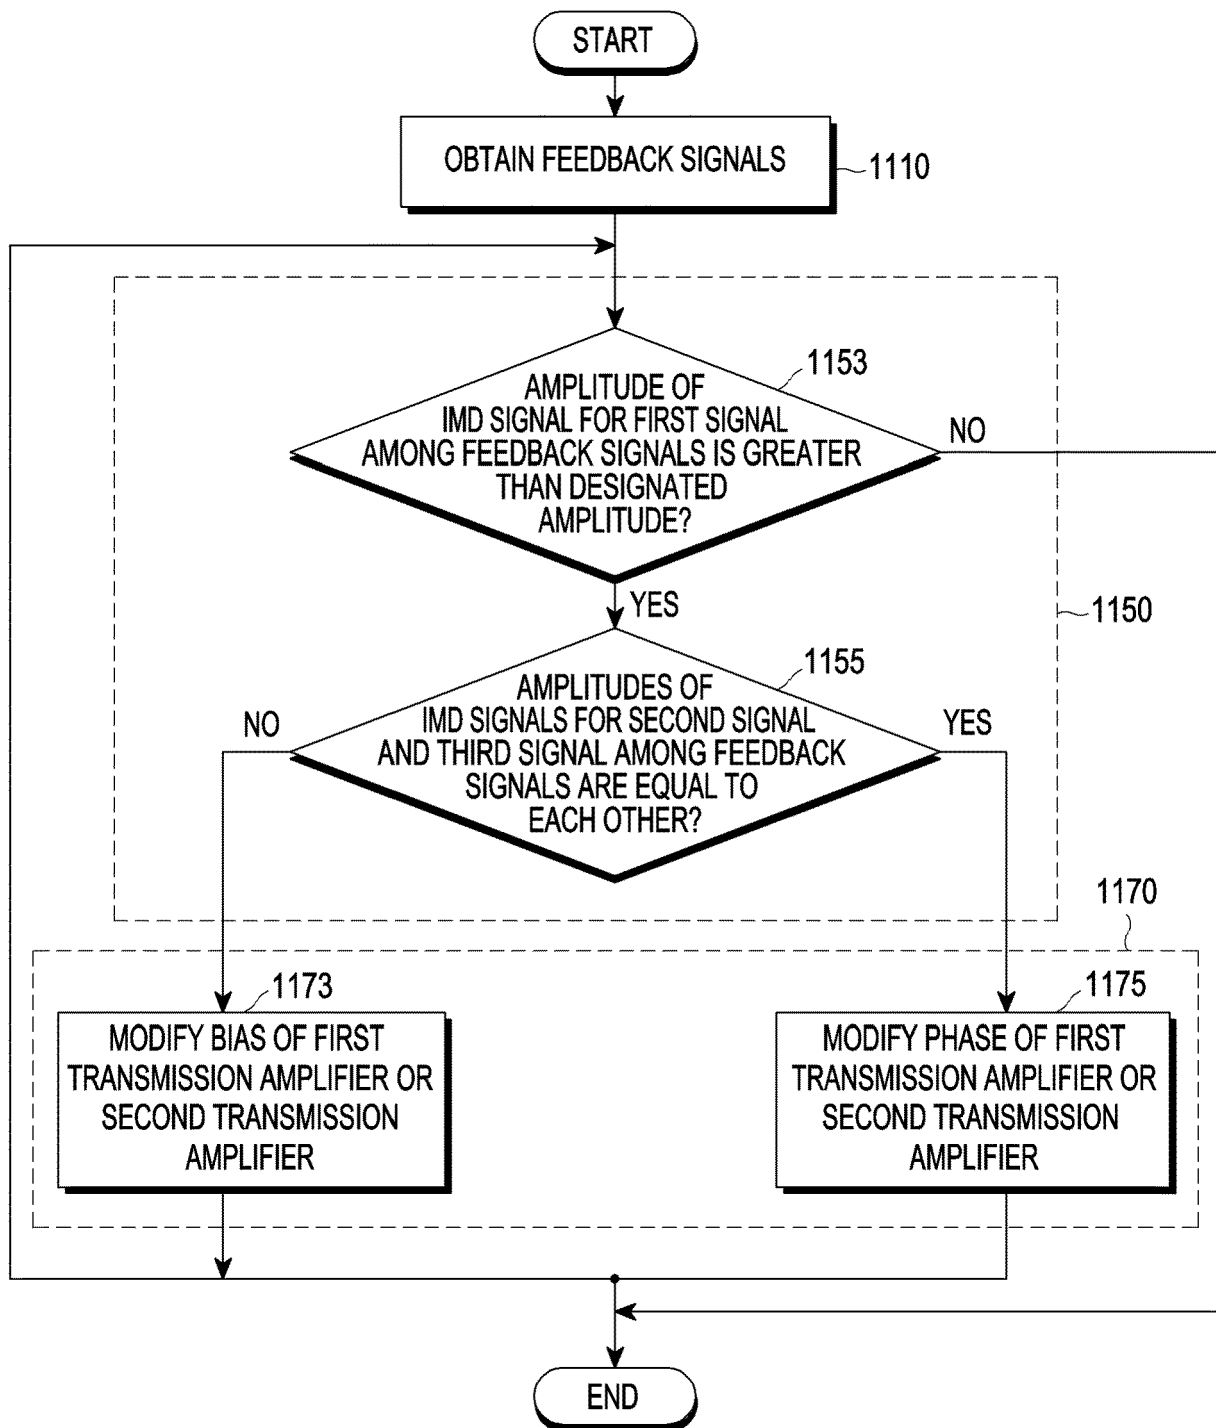 START
OBTAIN FEEDBACK SIGNALS
1110
1153
AMPLITUDE OF
IMD SIGNAL FOR FIRST SIGNAL
AMONG FEEDBACK SIGNALS IS GREATER
THAN DESIGNATED
AMPLITUDE?
NO
YES
1150
1155
AMPLITUDES OF
IMD SIGNALS FOR SECOND SIGNAL
AND THIRD SIGNAL AMONG FEEDBACK
SIGNALS ARE EQUAL TO
EACH OTHER?
NO
YES
1170
1173
MODIFY BIAS OF FIRST
TRANSMISSION AMPLIFIER OR
SECOND TRANSMISSION
AMPLIFIER
1175
MODIFY PHASE OF FIRST
TRANSMISSION AMPLIFIER OR
SECOND TRANSMISSION
AMPLIFIER
END